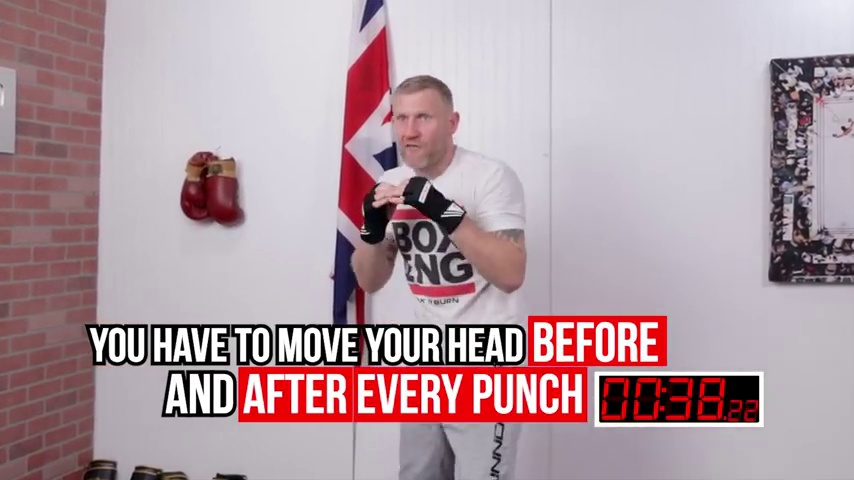 BOX
ENG
YOU HAVE TO MOVE YOUR HEAD BEFORE
AND AFTER EVERY PUNCH
00:38.22